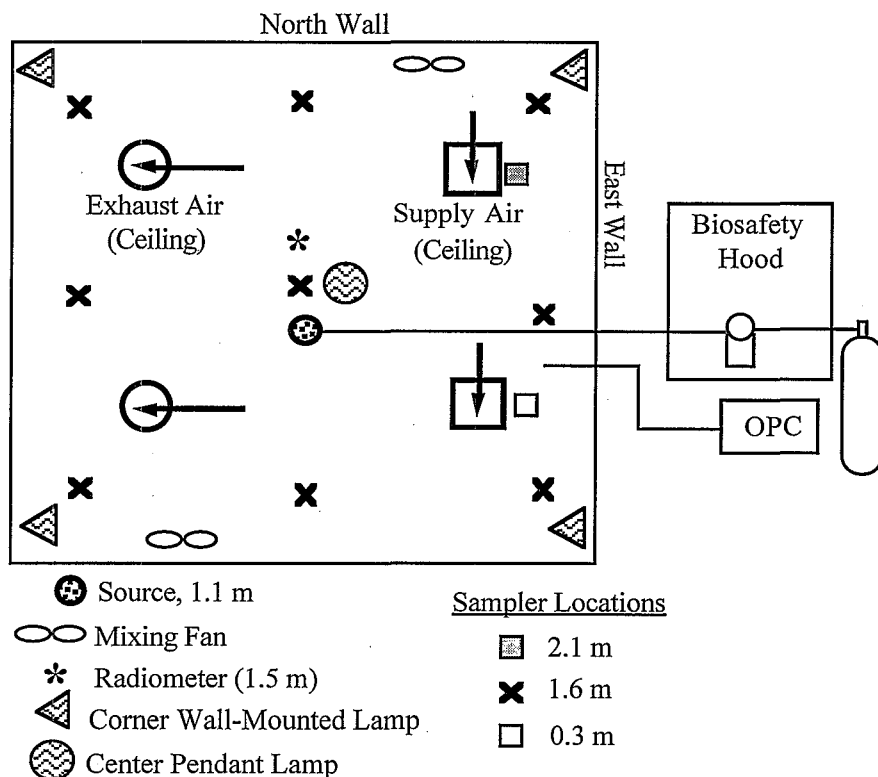 North Wall
East Wall
Exhaust Air
(Ceiling)
Supply Air
(Ceiling)
Biosafety
Hood
OPC
Source, 1.1 m
Mixing Fan
Radiometer (1.5 m)
Corner Wall-Mounted Lamp
Center Pendant Lamp
Sampler Locations
2.1 m
1.6 m
0.3 m